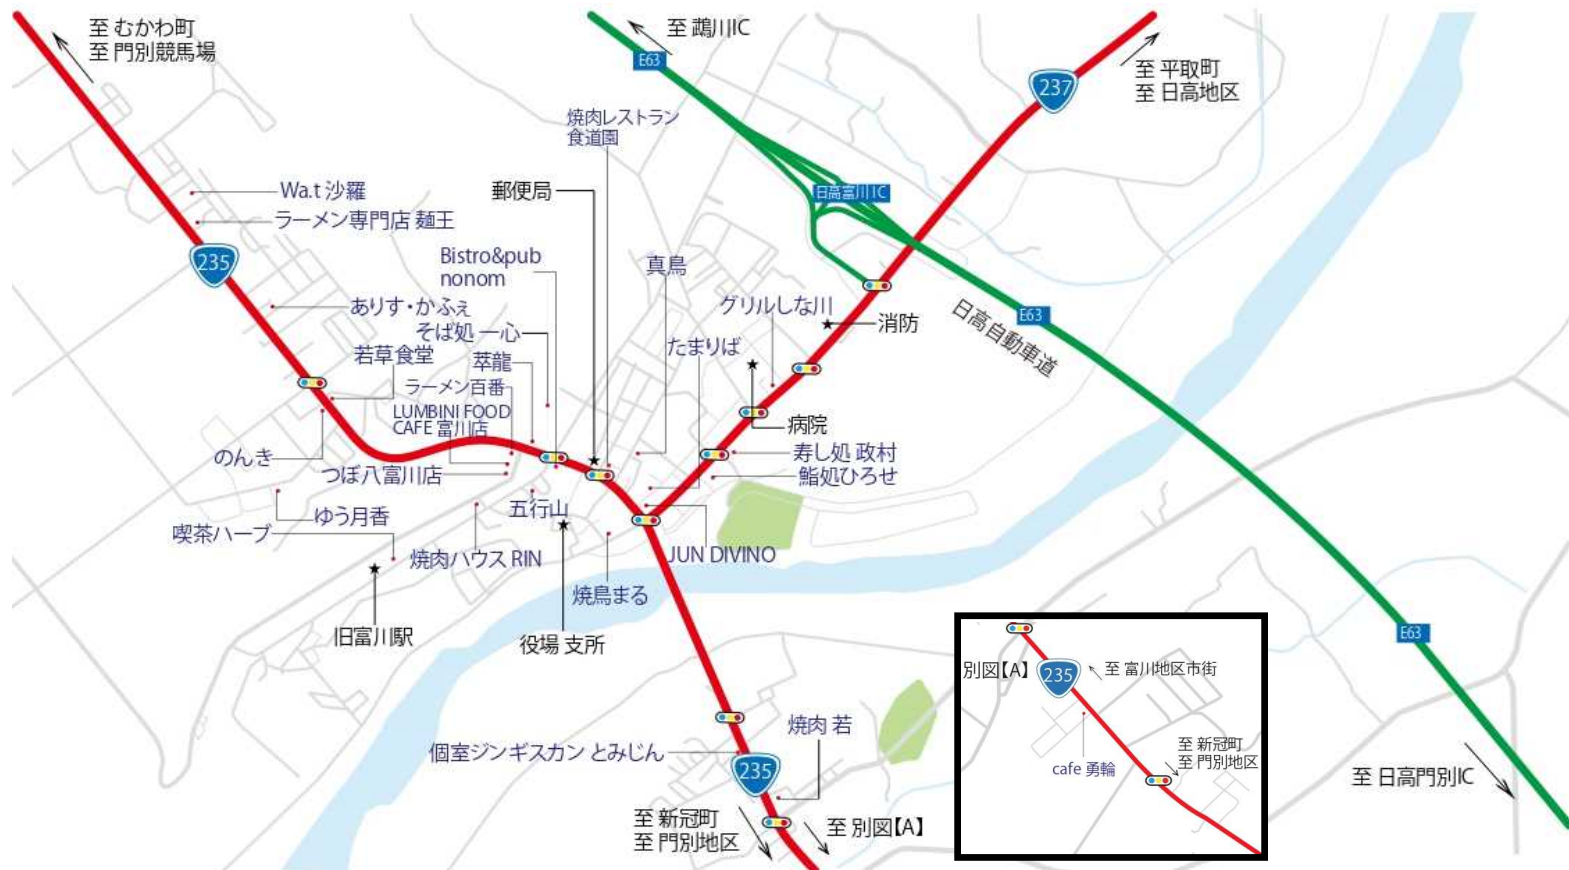 至 むかわ町
至 門別競馬場
至 鵡川IC
E63
237
至 平取町
至 日高地区
焼肉レストラン
食道園
日高富川 IC
郵便局
Wa.t 沙羅
ラーメン専門店 麺王
235
Bistro&pub
nonom
真鳥
グリルしな川
消防
E63
日高自動車道
ありす・かふぇ
そば処 一心
たまりば
若草食堂
萃龍
ラーメン百番
LUMBINI FOOD
CAFE 富川店
病院
のんき
つぼ八富川店
寿し処 政村
鮨処ひろせ
ゆう月香
五行山
喫茶ハーブ
焼肉ハウス RIN
JUN DIVINO
焼鳥まる
旧富川駅
役場 支所
E63
別図【A】
235
至 富川地区市街
cafe 勇輪
至 新冠町
至 門別地区
焼肉 若
個室ジンギスカン とみじん
235
至 日高門別IC
至 新冠町
至 門別地区
至 別図【A】